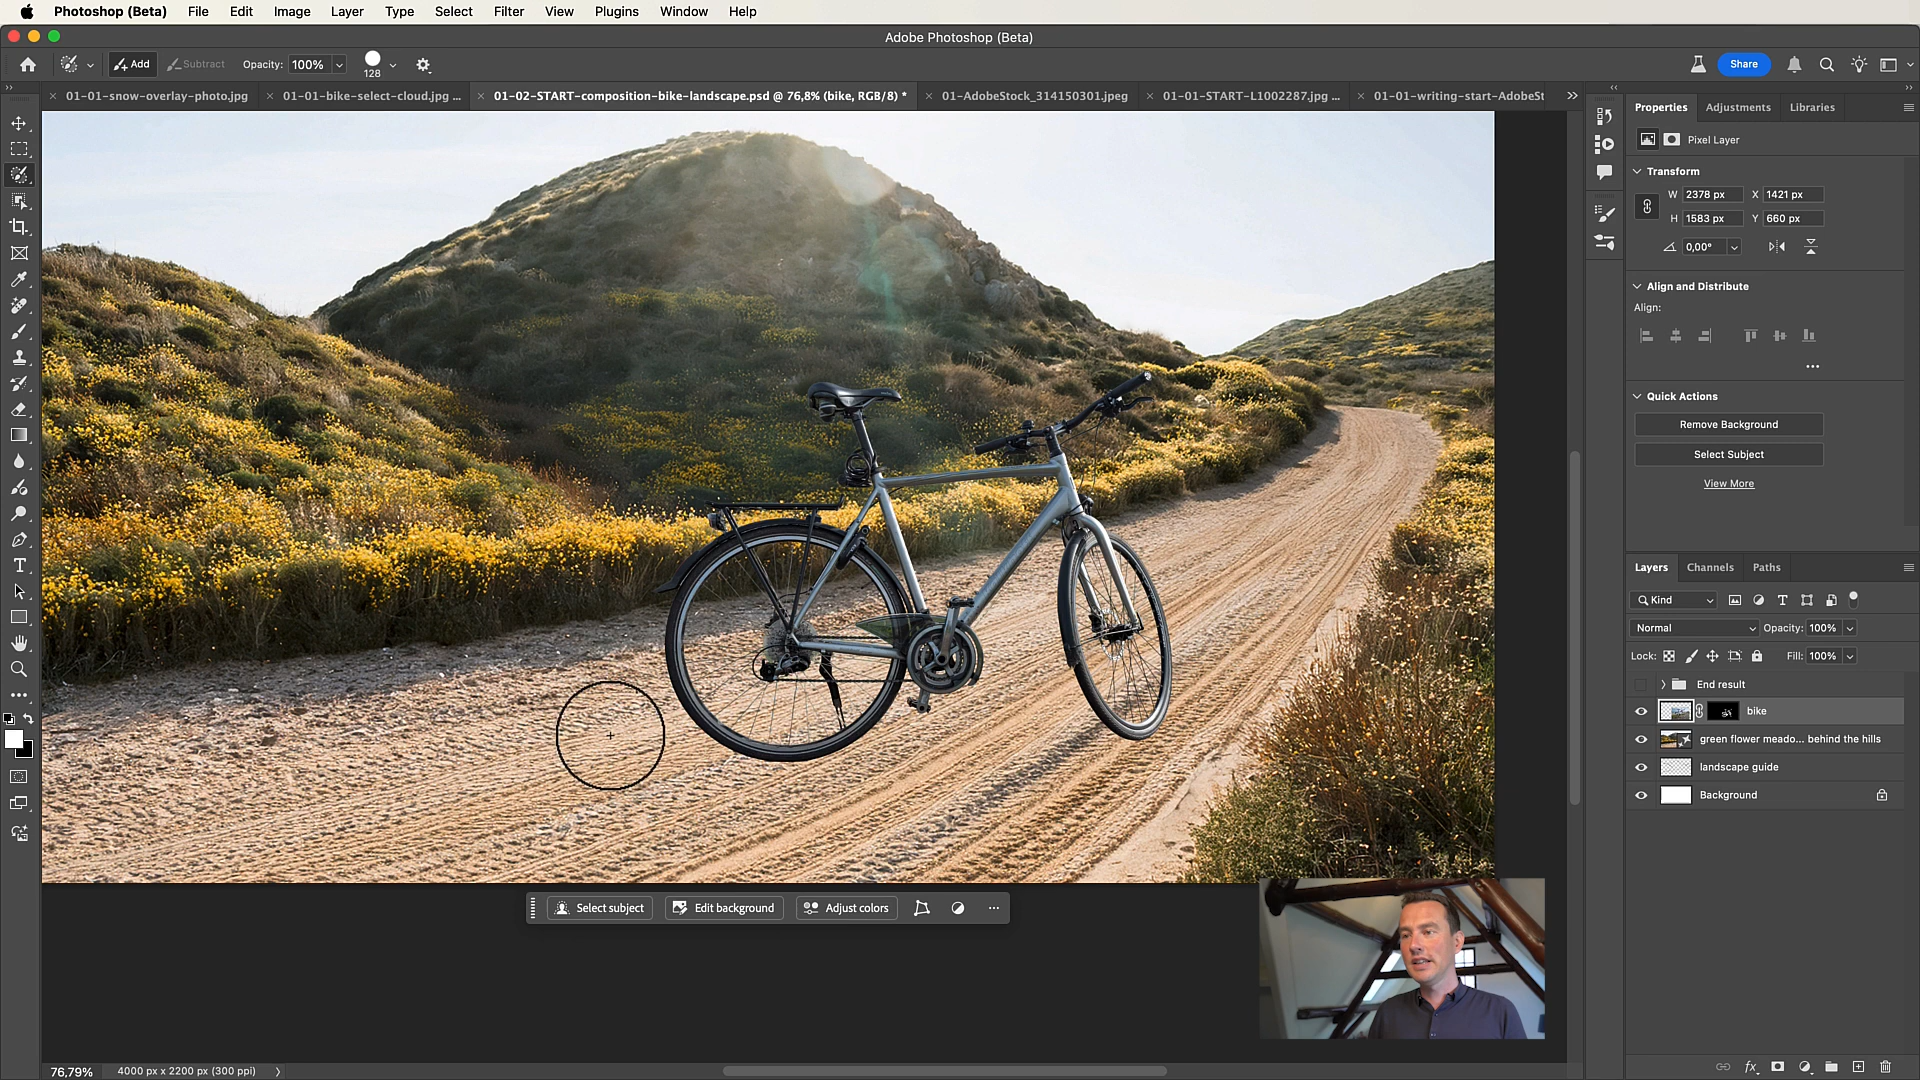 Photoshop (Beta) File Edit Image Layer Type Select Filter View Plugins Window Help
Adobe Photoshop (Beta)
Add Subtract Opacity: 100% 128 Share
01-01-snow-overlay-photo.jpg 01-01-bike-select-cloud.jpg ... 01-02-START-composition-bike-landscape.psd @ 76,8% (bike, RGB/8) * 01-AdobeStock_314150301.jpeg 01-01-START-L1002287.jpg ... 01-01-writing-start-AdobeSt
Properties Adjustments Libraries
Pixel Layer
Transform
W 2378 px X 1421 px
H 1583 px Y 660 px
0,00°
Align and Distribute
Align:
Quick Actions
Remove Background
Select Subject
View More
Layers Channels Paths
Kind
Normal Opacity: 100%
Lock: Fill: 100%
End result
bike
green flower meado... behind the hills
landscape guide
Background
Select subject Edit background Adjust colors
76,79% 4000 px x 2200 px (300 ppi)